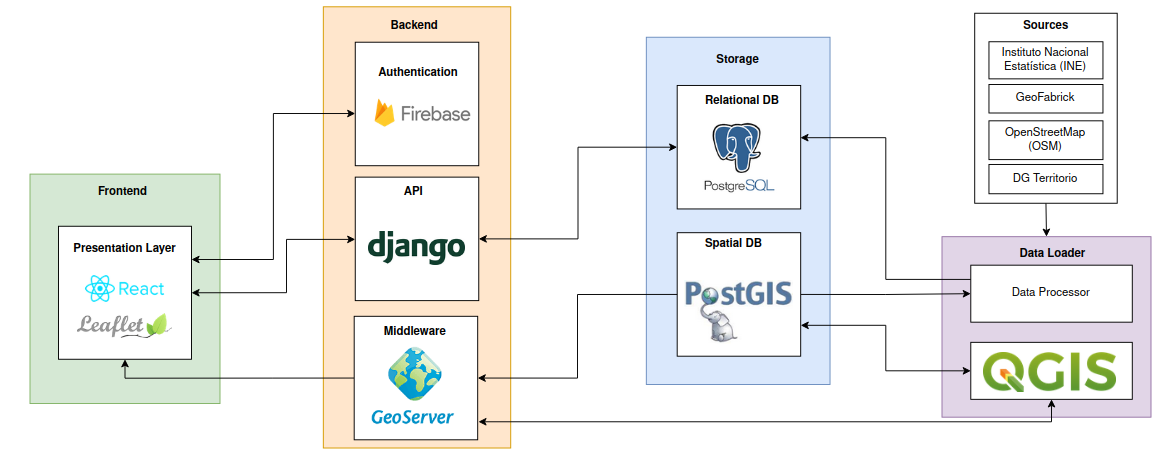 Frontend
Presentation Layer
React
Leaflet
Backend
Authentication
Firebase
API
django
Middleware
GeoServer
Storage
Relational DB
PostgreSQL
Spatial DB
PostGIS
Sources
Instituto Nacional
Estatística (INE)
GeoFabrick
OpenStreetMap
(OSM)
DG Territorio
Data Loader
Data Processor
QGIS